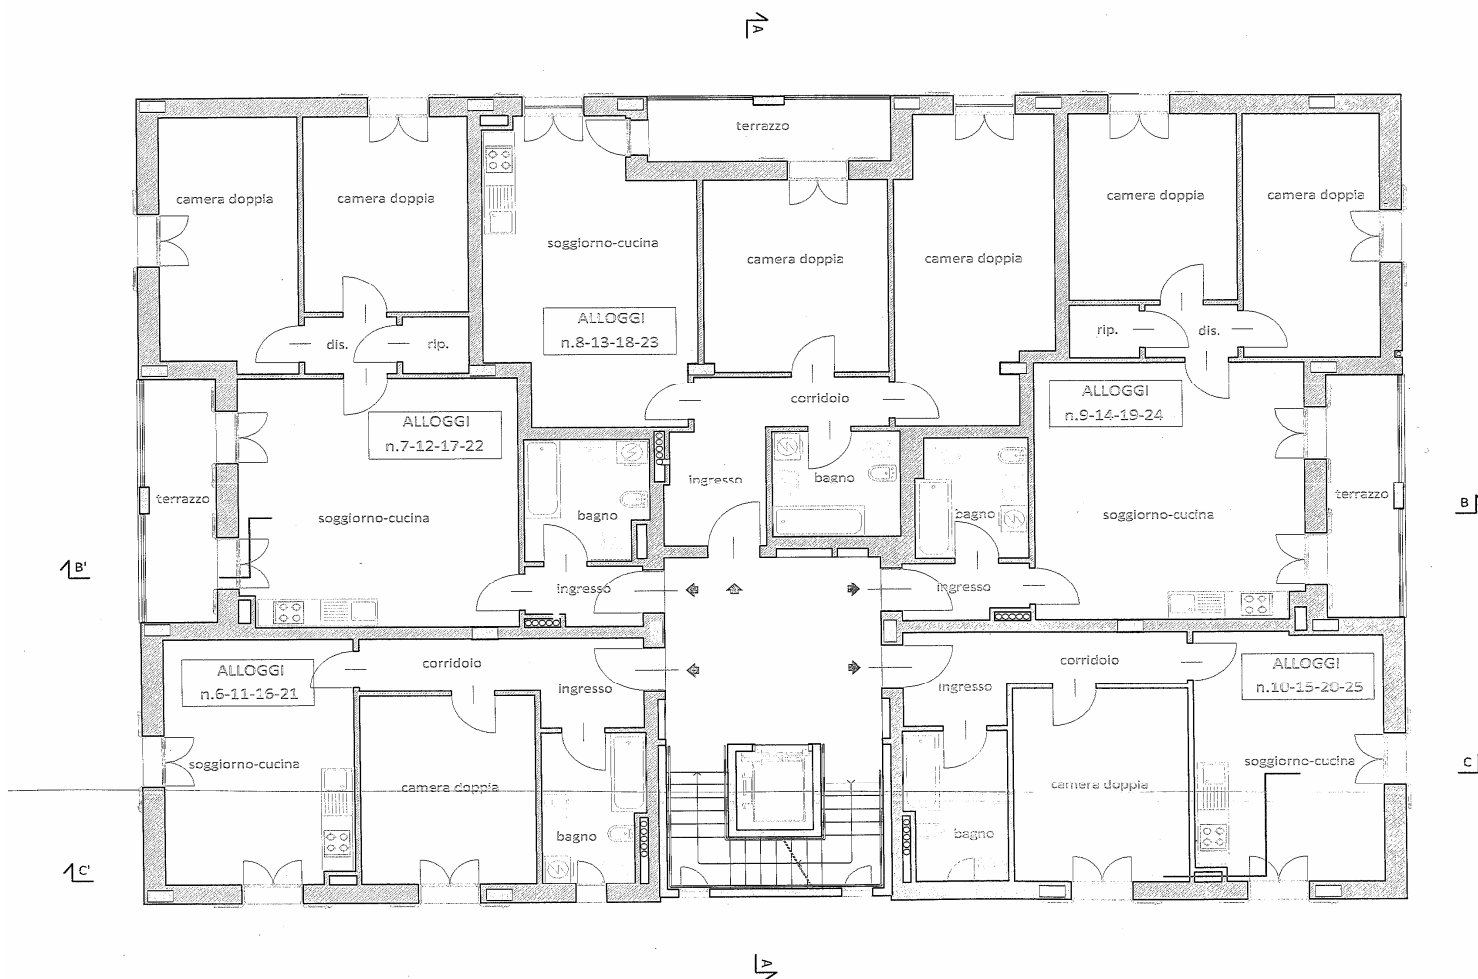 A
terrazzo
camera doppia
camera doppia
camera doppia
camera doppia
soggiorno-cucina
camera doppia
camera doppia
ALLOGGI
n.8-13-18-23
dis.
rip.
rip.
dis.
corridoio
ALLOGGI
n.7-12-17-22
ALLOGGI
n.9-14-19-24
terrazzo
soggiorno-cucina
bagno
ingresso
bagno
bagno
soggiorno-cucina
terrazzo
B
B'
ingresso
ingresso
ALLOGGI
n.6-11-16-21
corridoio
ingresso
ingresso
corridoio
ALLOGGI
n.10-15-20-25
soggiorno-cucina
camera doppia
camera doppia
soggiorno-cucina
C
bagno
bagno
C'
A